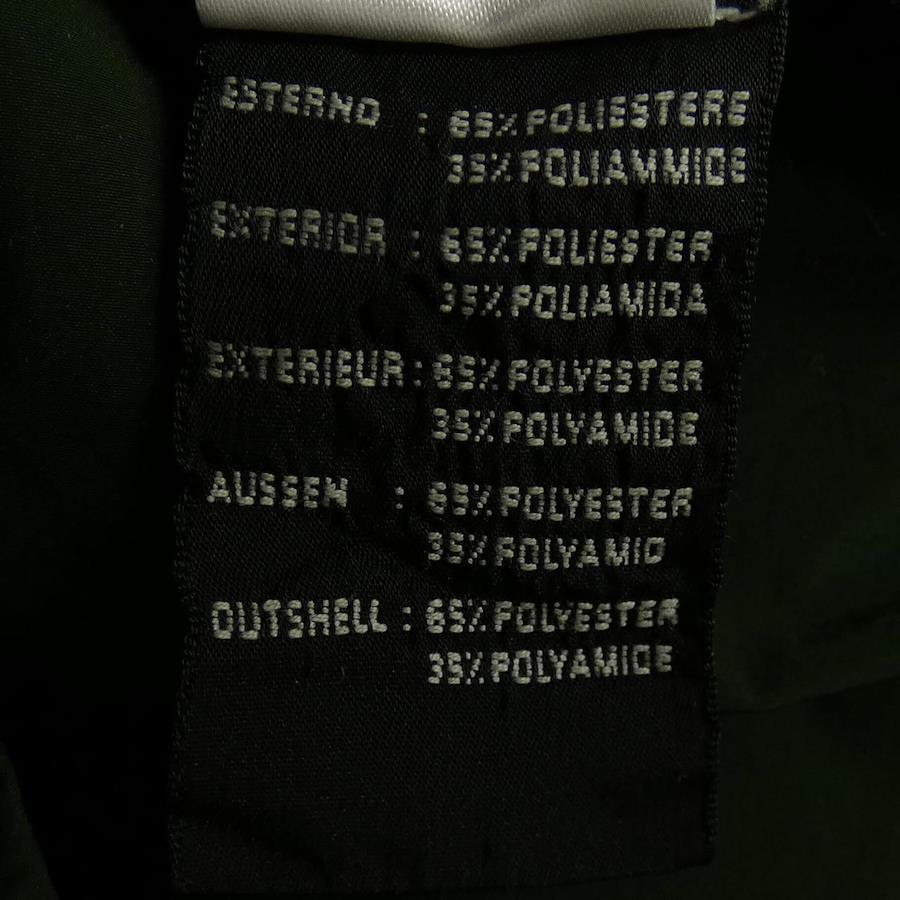 ESTERNO : 65% POLIESTERE
35% POLIAMMIDE
EXTERIOR : 65% POLIESTER
35% POLIAMIDA
EXTERIEUR : 65% POLYESTER
35% POLYAMIDE
AUSSEN : 65% POLYESTER
35% POLYAMID
OUTSHELL : 65% POLYESTER
35% POLYAMIDE